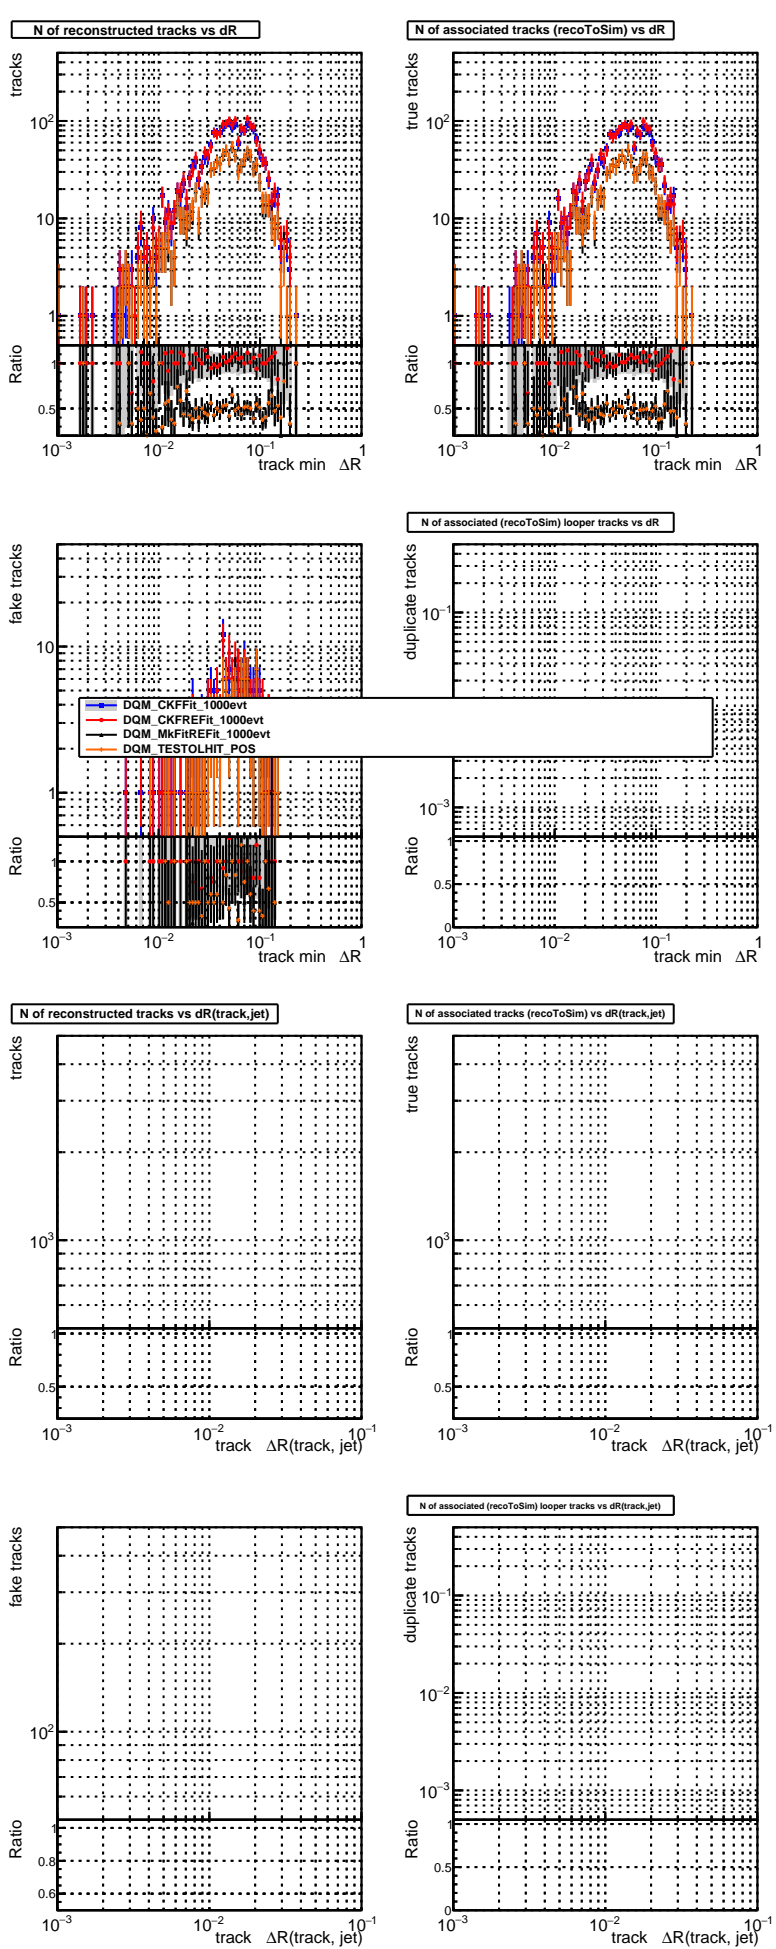 N of reconstructed tracks vs dR
tracks
10²
10
1
Ratio
1
0.5
10⁻³ 10⁻² 10⁻¹ 1
track min ΔR
N of associated tracks (recoToSim) vs dR
true tracks
10²
10
1
Ratio
1
0.5
10⁻³ 10⁻² 10⁻¹ 1
track min ΔR
fake tracks
10
1
Ratio
1
0.5
10⁻³ 10⁻² 10⁻¹ 1
track min ΔR
N of associated (recoToSim) looper tracks vs dR
duplicate tracks
10⁻¹
10⁻³
Ratio
1
0.5
0
10⁻³ 10⁻² 10⁻¹ 1
track min ΔR
DQM_CKFFit_1000evt
DQM_CKFREFit_1000evt
DQM_MkFitREFit_1000evt
DQM_TESTOLHIT_POS
N of reconstructed tracks vs dR(track,jet)
tracks
10³
Ratio
1
0.5
10⁻³ 10⁻² 10⁻¹
track ΔR(track, jet)
N of associated tracks (recoToSim) vs dR(track,jet)
true tracks
10³
Ratio
1
0.5
10⁻³ 10⁻² 10⁻¹
track ΔR(track, jet)
fake tracks
10²
Ratio
1
0.8
0.6
10⁻³ 10⁻² 10⁻¹
track ΔR(track, jet)
N of associated (recoToSim) looper tracks vs dR(track,jet)
duplicate tracks
10⁻¹
10⁻²
10⁻³
Ratio
1
0.5
0
10⁻³ 10⁻² 10⁻¹
track ΔR(track, jet)